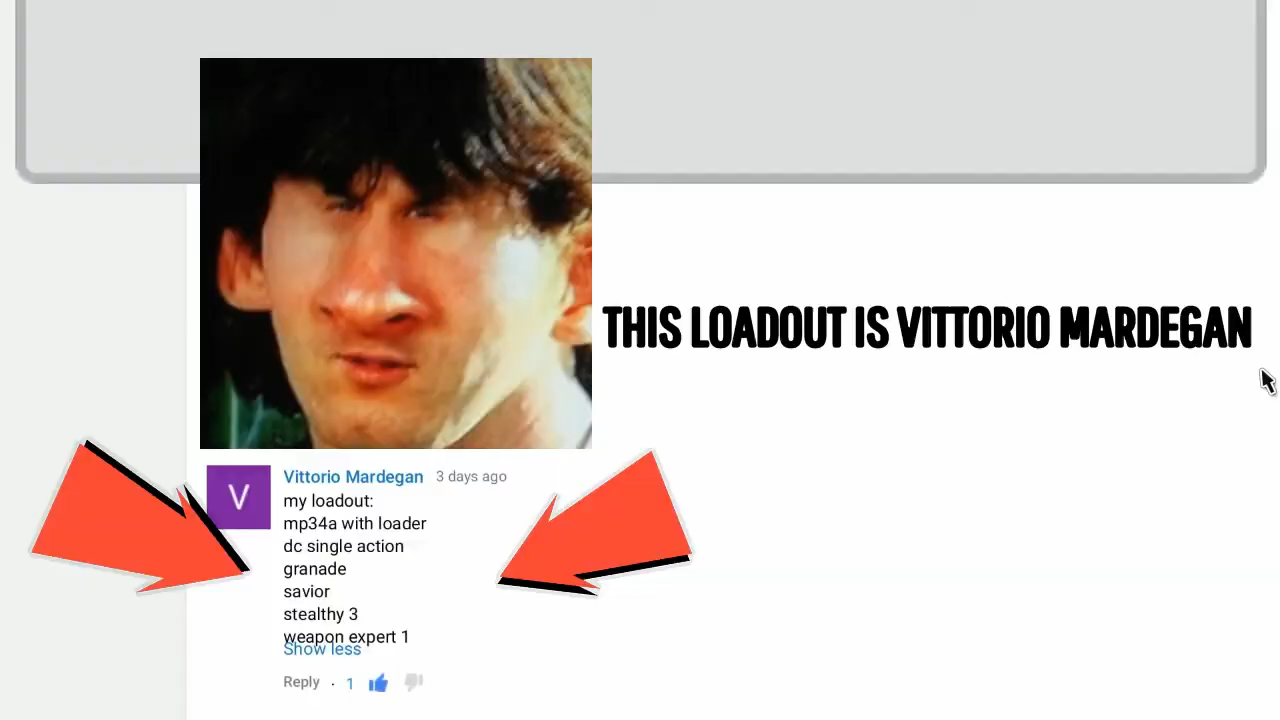 THIS LOADOUT IS VITTORIO MARDEGAN
V
Vittorio Mardegan 3 days ago
my loadout:
mp34a with loader
dc single action
granade
savior
stealthy 3
weapon expert 1
Show less
Reply · 1